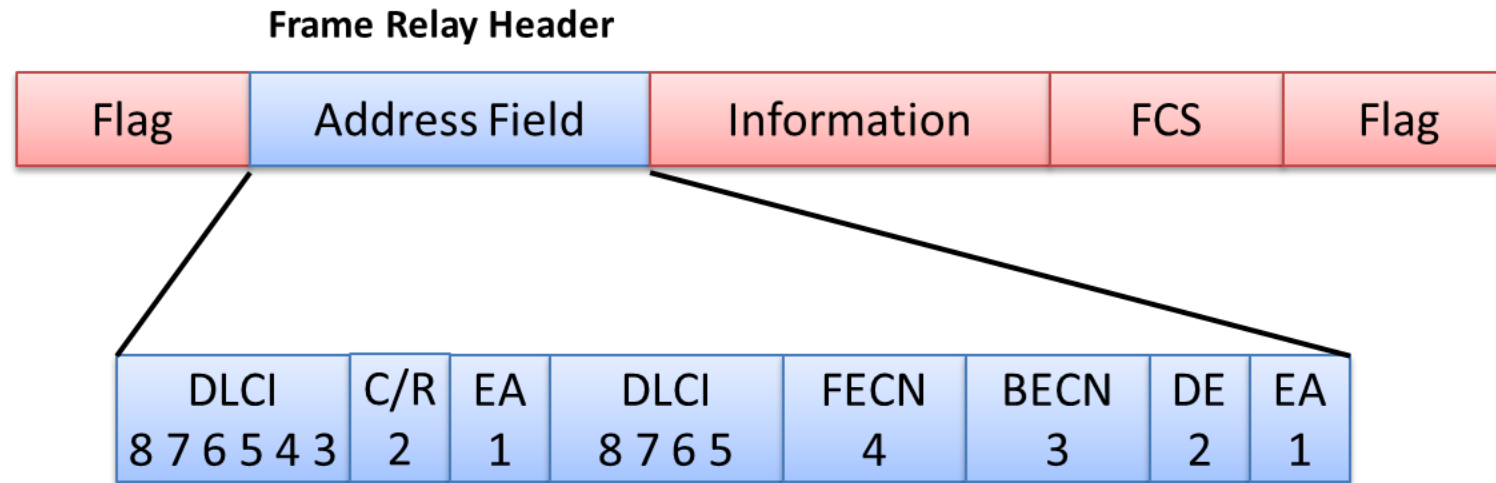 Frame Relay Header
Flag Address Field Information FCS Flag
DLCI C/R EA DLCI FECN BECN DE EA
8 7 6 5 4 3 2 1 8 7 6 5 4 3 2 1